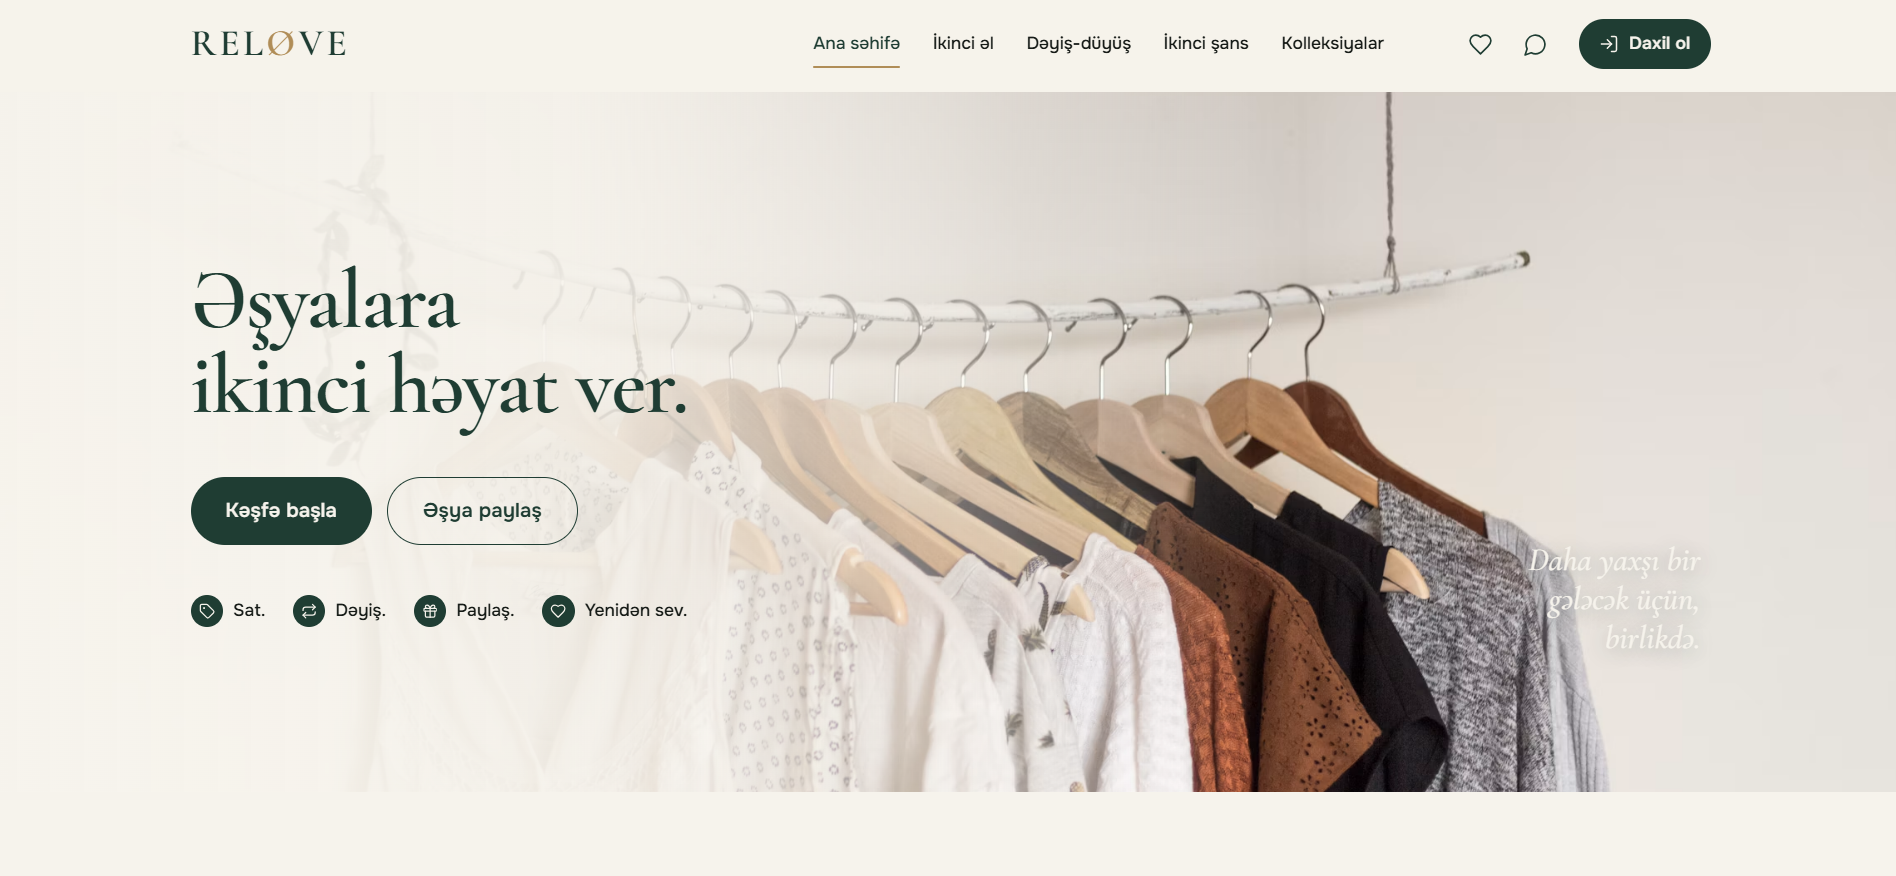 RELØVE
Ana səhifə
İkinci əl
Dəyiş-düyüş
İkinci şans
Kolleksiyalar
Daxil ol
Əşyalara
ikinci həyat ver.
Kəşfə başla
Əşya paylaş
Sat.
Dəyiş.
Paylaş.
Yenidən sev.
Daha yaxşı bir
gələcək üçün,
birlikdə.